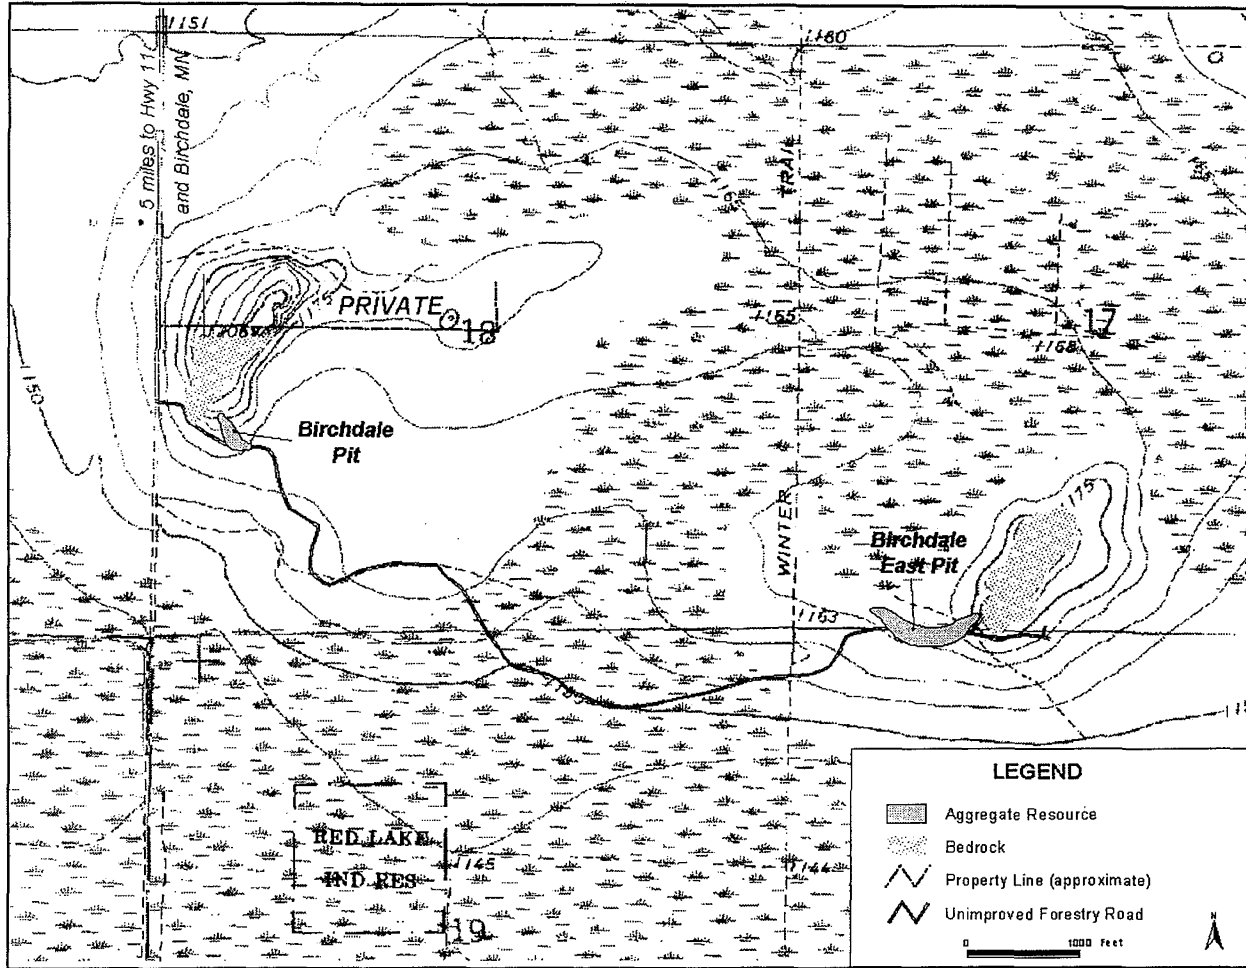 1151
1160
* 5 miles to Hwy 11
and Birchdale, MN
TRAIL
PRIVATE
18
1165
17
1168
1150
Birchdale
Pit
1175
WINTER
Birchdale
East Pit
1163
1155
RED LAKE
IND RES
1145
1144
19
LEGEND
Aggregate Resource
Bedrock
Property Line (approximate)
Unimproved Forestry Road
N
0 1000 Feet